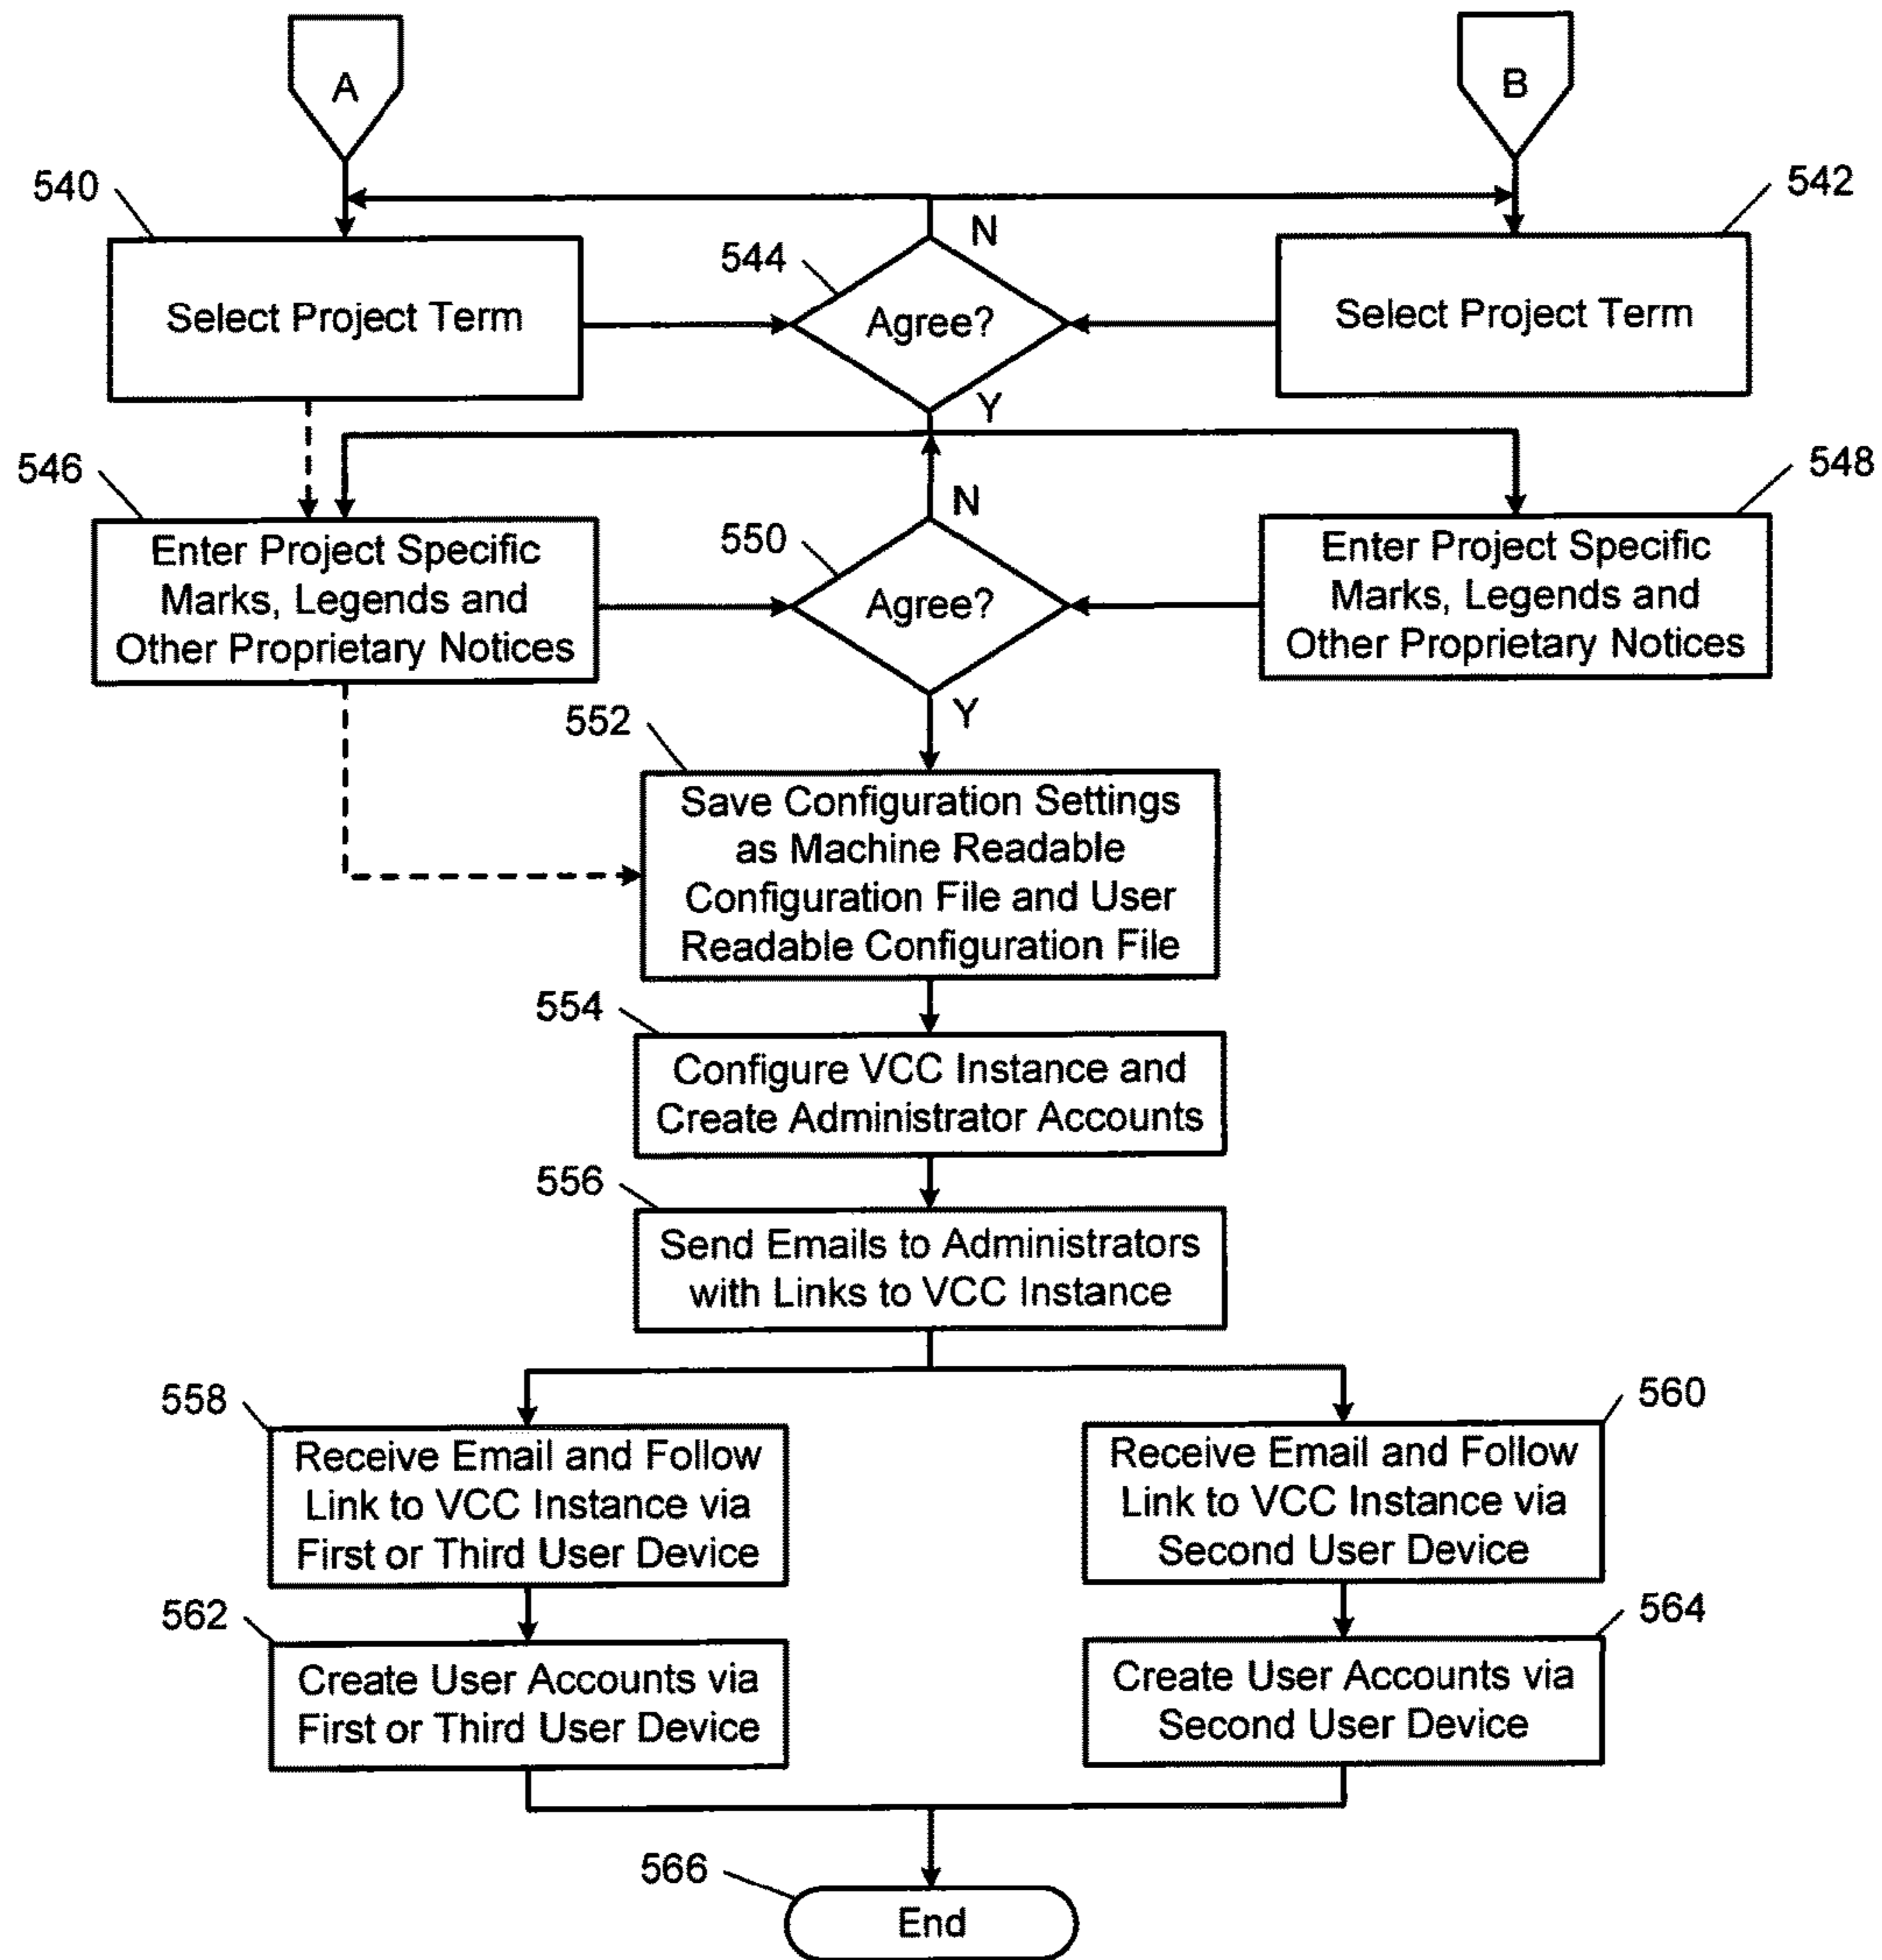 A
B
540
542
N
544
Select Project Term
Agree?
Select Project Term
Y
546
548
N
550
Enter Project Specific
Marks, Legends and
Other Proprietary Notices
Agree?
Enter Project Specific
Marks, Legends and
Other Proprietary Notices
Y
552
Save Configuration Settings
as Machine Readable
Configuration File and User
Readable Configuration File
554
Configure VCC Instance and
Create Administrator Accounts
556
Send Emails to Administrators
with Links to VCC Instance
558
560
Receive Email and Follow
Link to VCC Instance via
First or Third User Device
Receive Email and Follow
Link to VCC Instance via
Second User Device
562
564
Create User Accounts via
First or Third User Device
Create User Accounts via
Second User Device
566
End